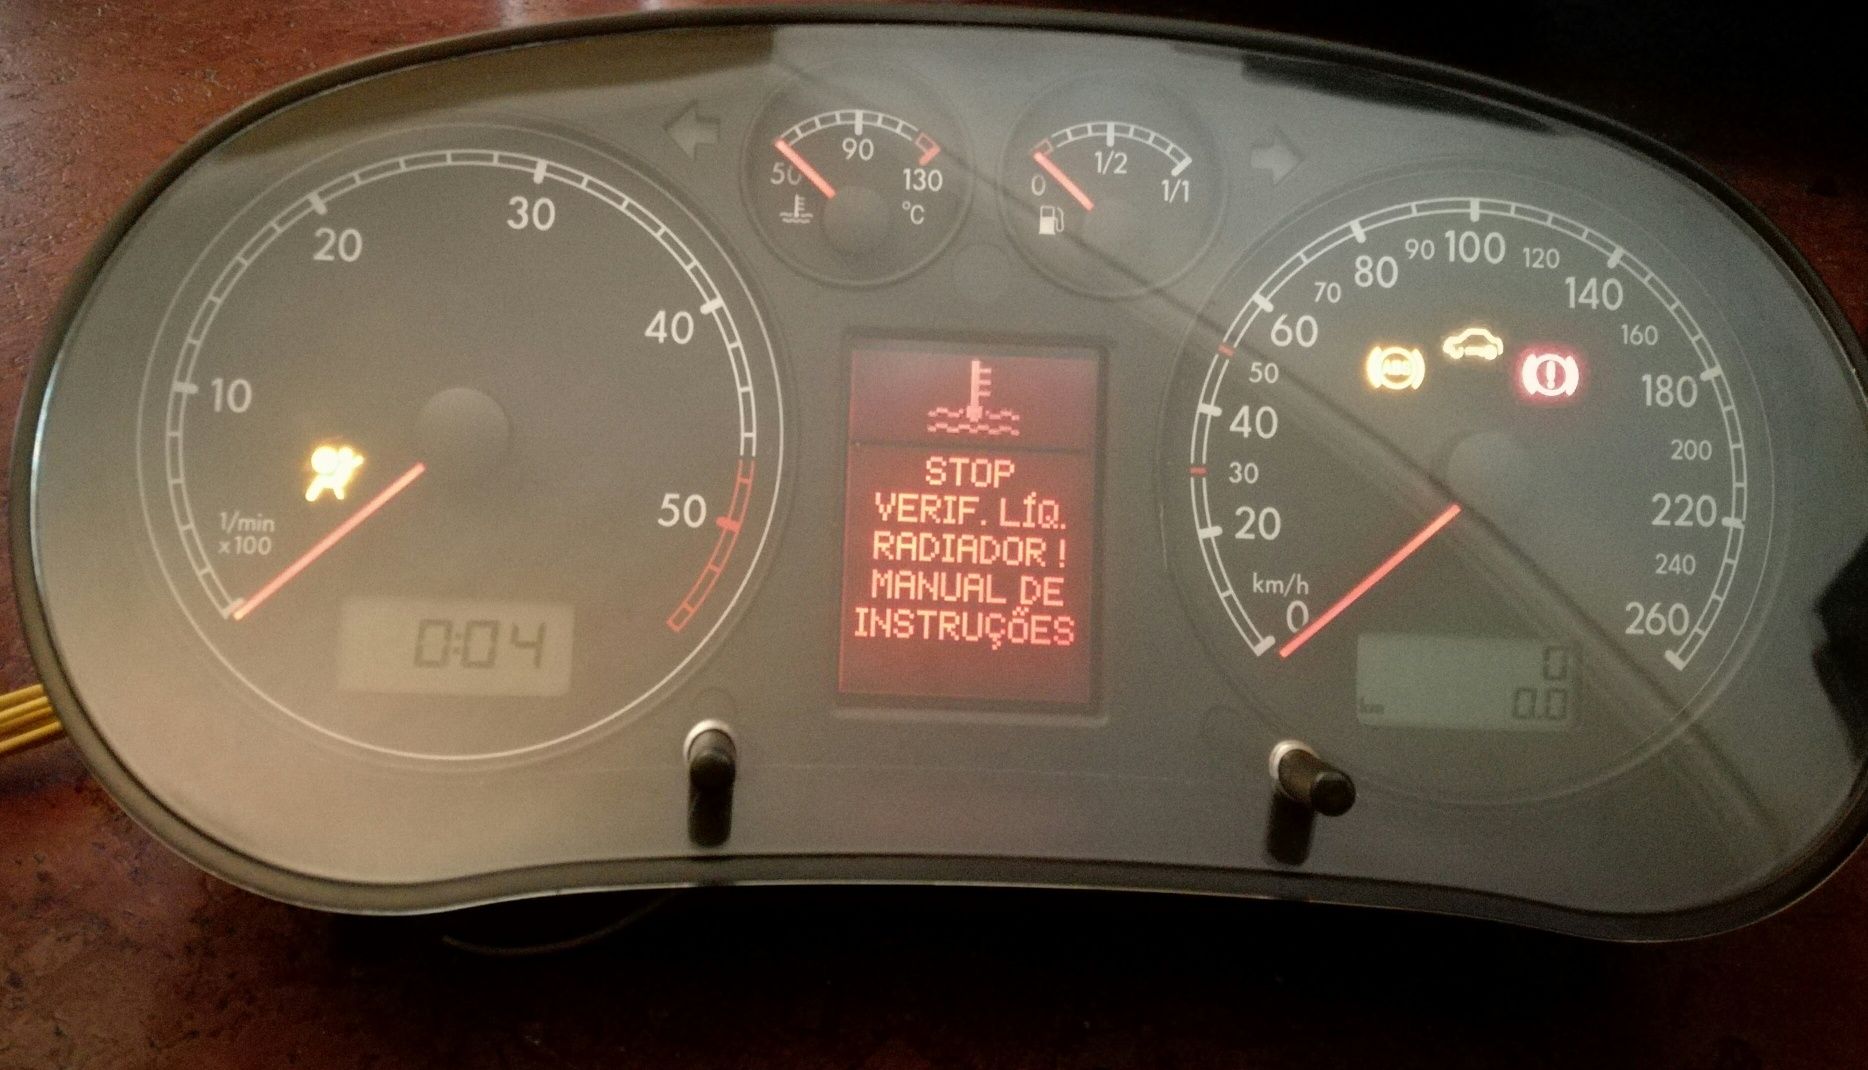 50
90
130
°C
0
1/2
1/1
10
20
30
40
50
1/min
x100
0:04
STOP
VERIF. LÍQ.
RADIADOR !
MANUAL DE
INSTRUÇÕES
0
20
30
40
50
60
70
80
90
100
120
140
160
180
200
220
240
260
km/h
ABS
0
km 0.0